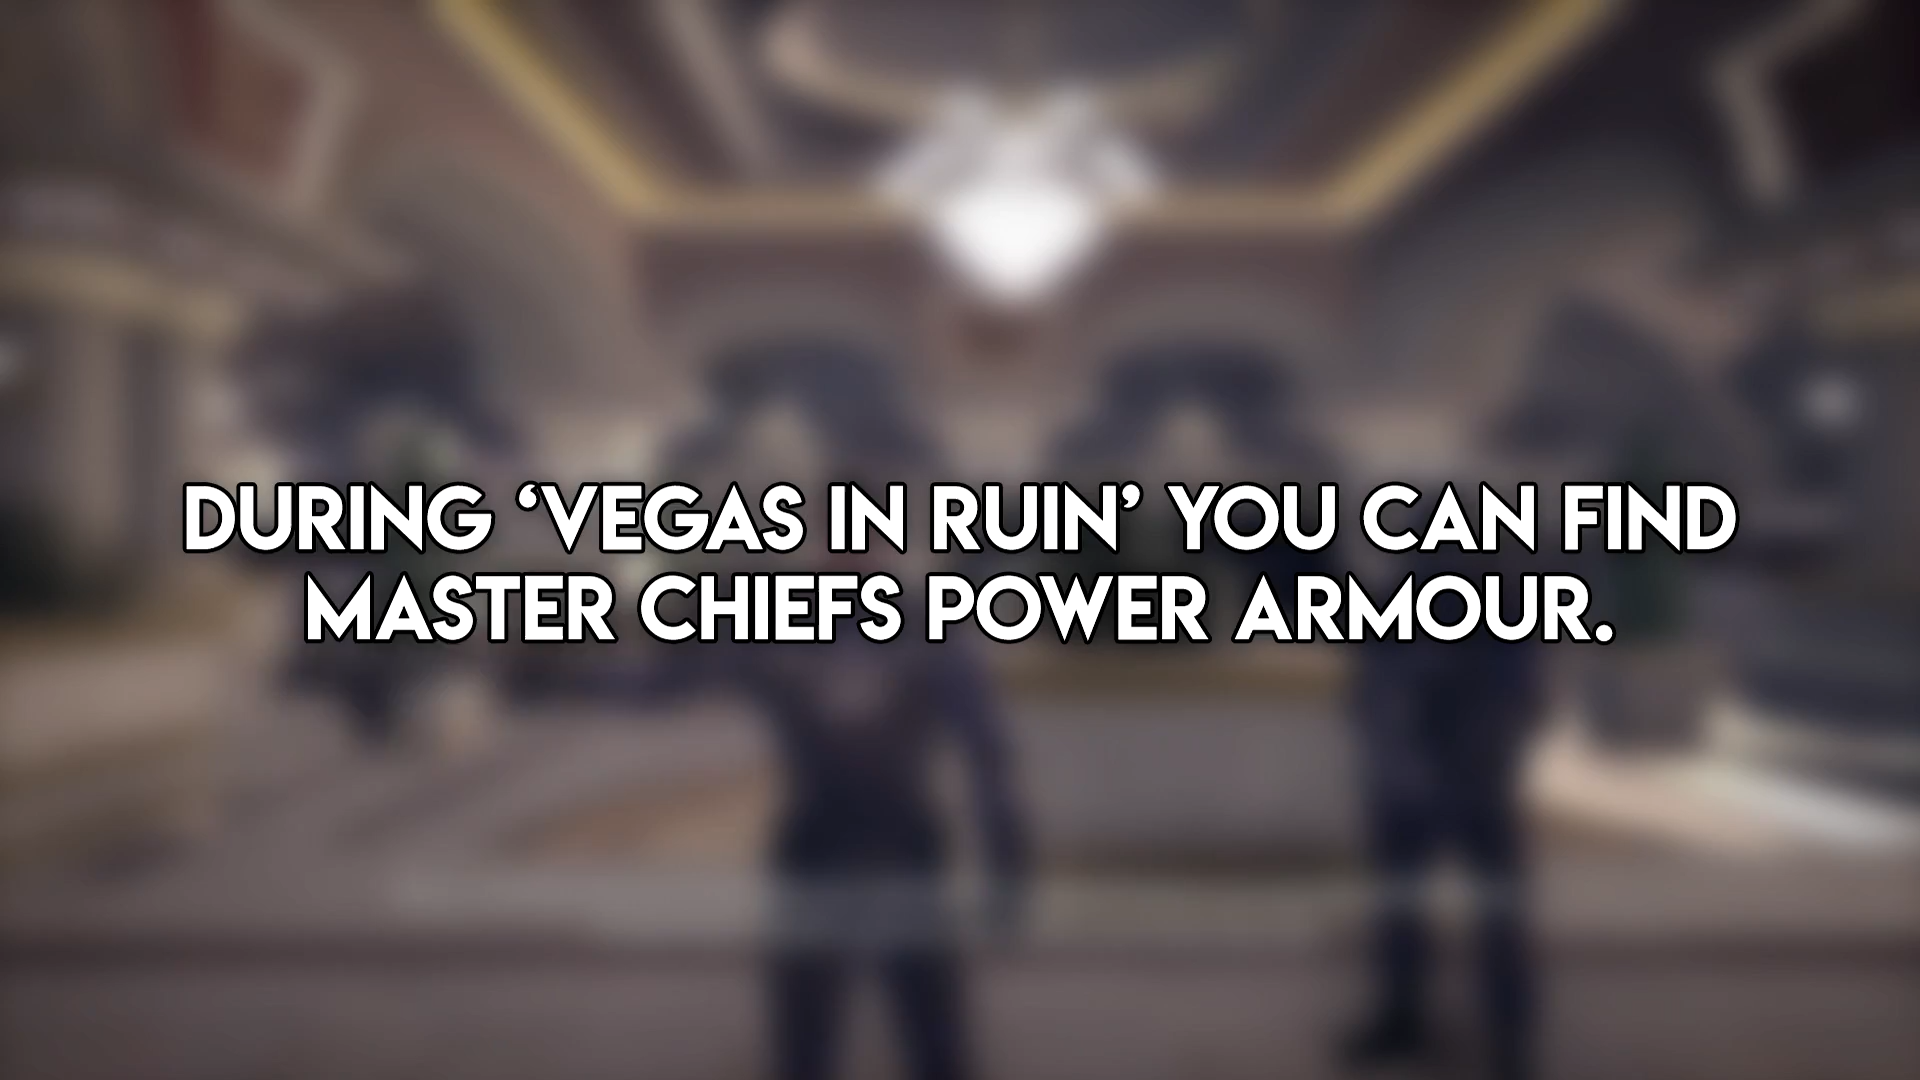 DURING ‘VEGAS IN RUIN’ YOU CAN FIND
MASTER CHIEFS POWER ARMOUR.